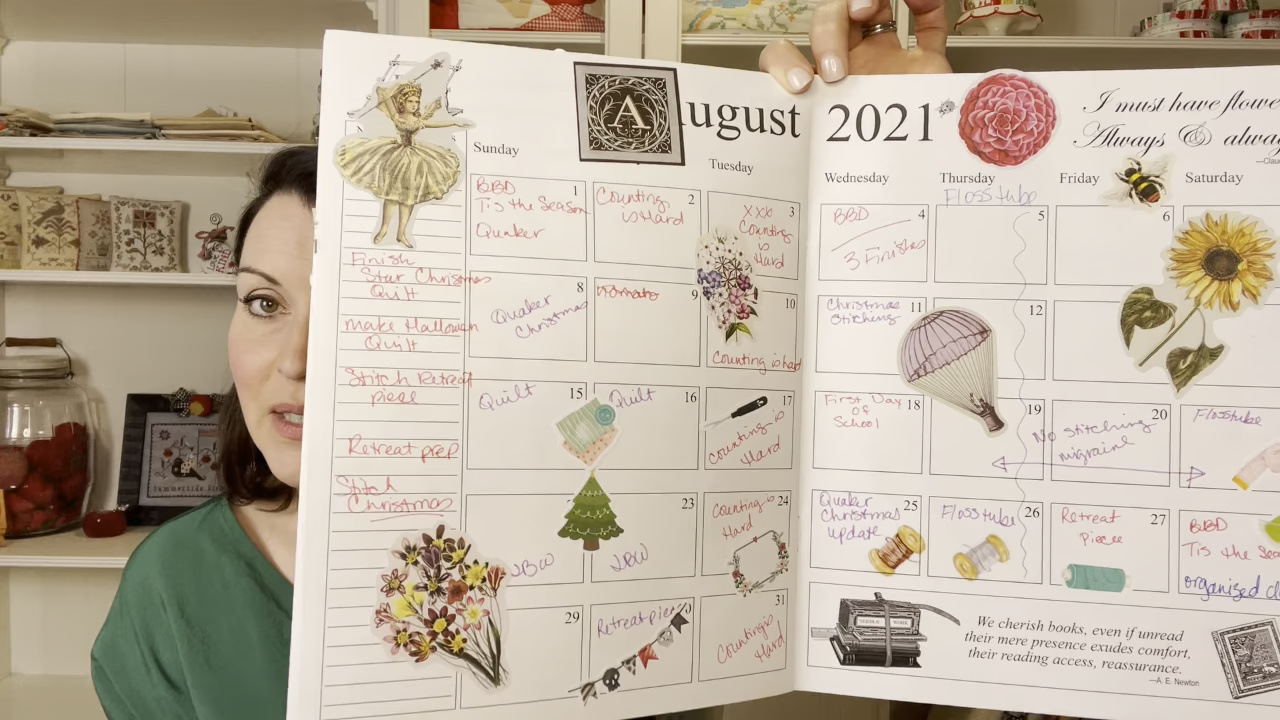 August 2021
I must have flowe
Always & alway
—Clau
Sunday
Tuesday
Wednesday
Thursday
Friday
Saturday
Flosstube
1
BBD
Tis the Season
Quaker
2
Counting
is Hard
3
XXX
Counting
is
Hard
4
BBD
3 Finishes
5
6
Finish
Star Christmas
Quilt
make Halloween
Quilt
Stitch Retreat
piece
Retreat prep
Stitch
Christmas
8
Quaker
Christmas
9
10
Counting is hard
11
Christmas
Stitching
12
15
Quilt
16
Quilt
17
Counting is
Hard
18
First Day
Of
School
19
20
No stitching
migraine
Flosstube
23
24
Counting is
Hard
25
Quaker
Christmas
update
26
Flosstube
27
Retreat
Piece
BBD
Tis the Sea
organized
29
Retreat piece
31
Counting is
Hard
We cherish books, even if unread
their mere presence exudes comfort,
their reading access, reassurance.
—A. E. Newton